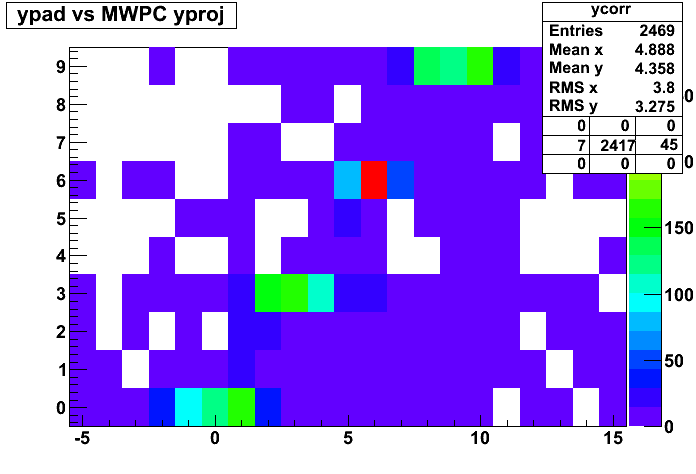 ypad vs MWPC yproj
ycorr
Entries 2469
Mean x 4.888
Mean y 4.358
RMS x 3.8
RMS y 3.275
0 0 0
7 2417 45
0 0 0
9
8
7
6
5
4
3
2
1
0
-5 0 5 10 15
0
0
150
100
50
0